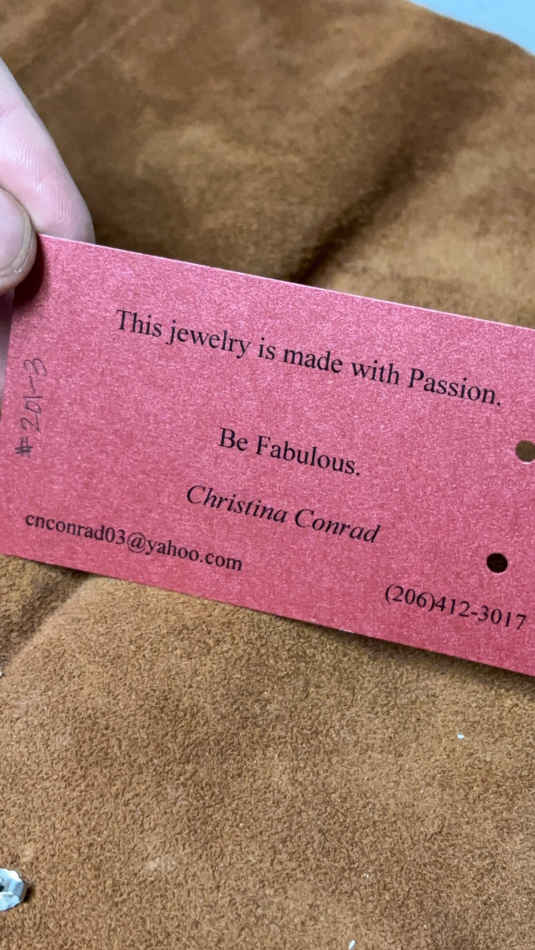 This jewelry is made with Passion.
Be Fabulous.
Christina Conrad
cnconrad03@yahoo.com
(206)412-3017
#201-3